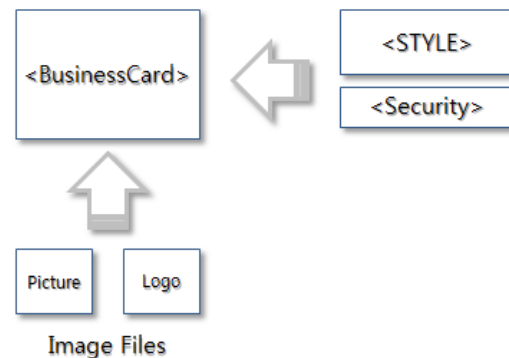 <BusinessCard>
<STYLE>
<Security>
Picture
Logo
Image Files